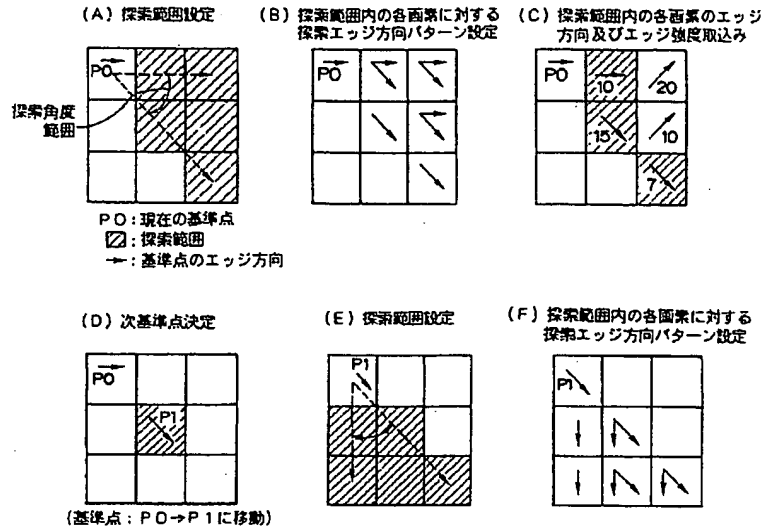 (A) 探索範囲設定
P0
探索角度
範囲
P0:現在の基準点
:探索範囲
:基準点のエッジ方向
(B) 探索範囲内の各画素に対する
探索エッジ方向パターン設定
P0
(C) 探索範囲内の各画素のエッジ
方向及びエッジ強度取込み
P0
10
20
15
10
7
(D) 次基準点決定
P0
P1
(基準点:P0→P1に移動)
(E) 探索範囲設定
P1
(F) 探索範囲内の各画素に対する
探索エッジ方向パターン設定
P1